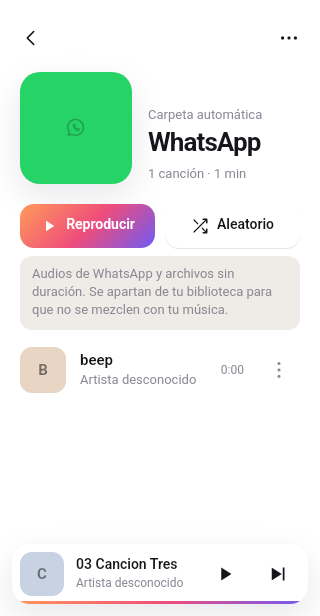 Carpeta automática
WhatsApp
1 canción · 1 min
Reproducir
Aleatorio
Audios de WhatsApp y archivos sin
duración. Se apartan de tu biblioteca para
que no se mezclen con tu música.
B
beep
Artista desconocido
0:00
C
03 Cancion Tres
Artista desconocido